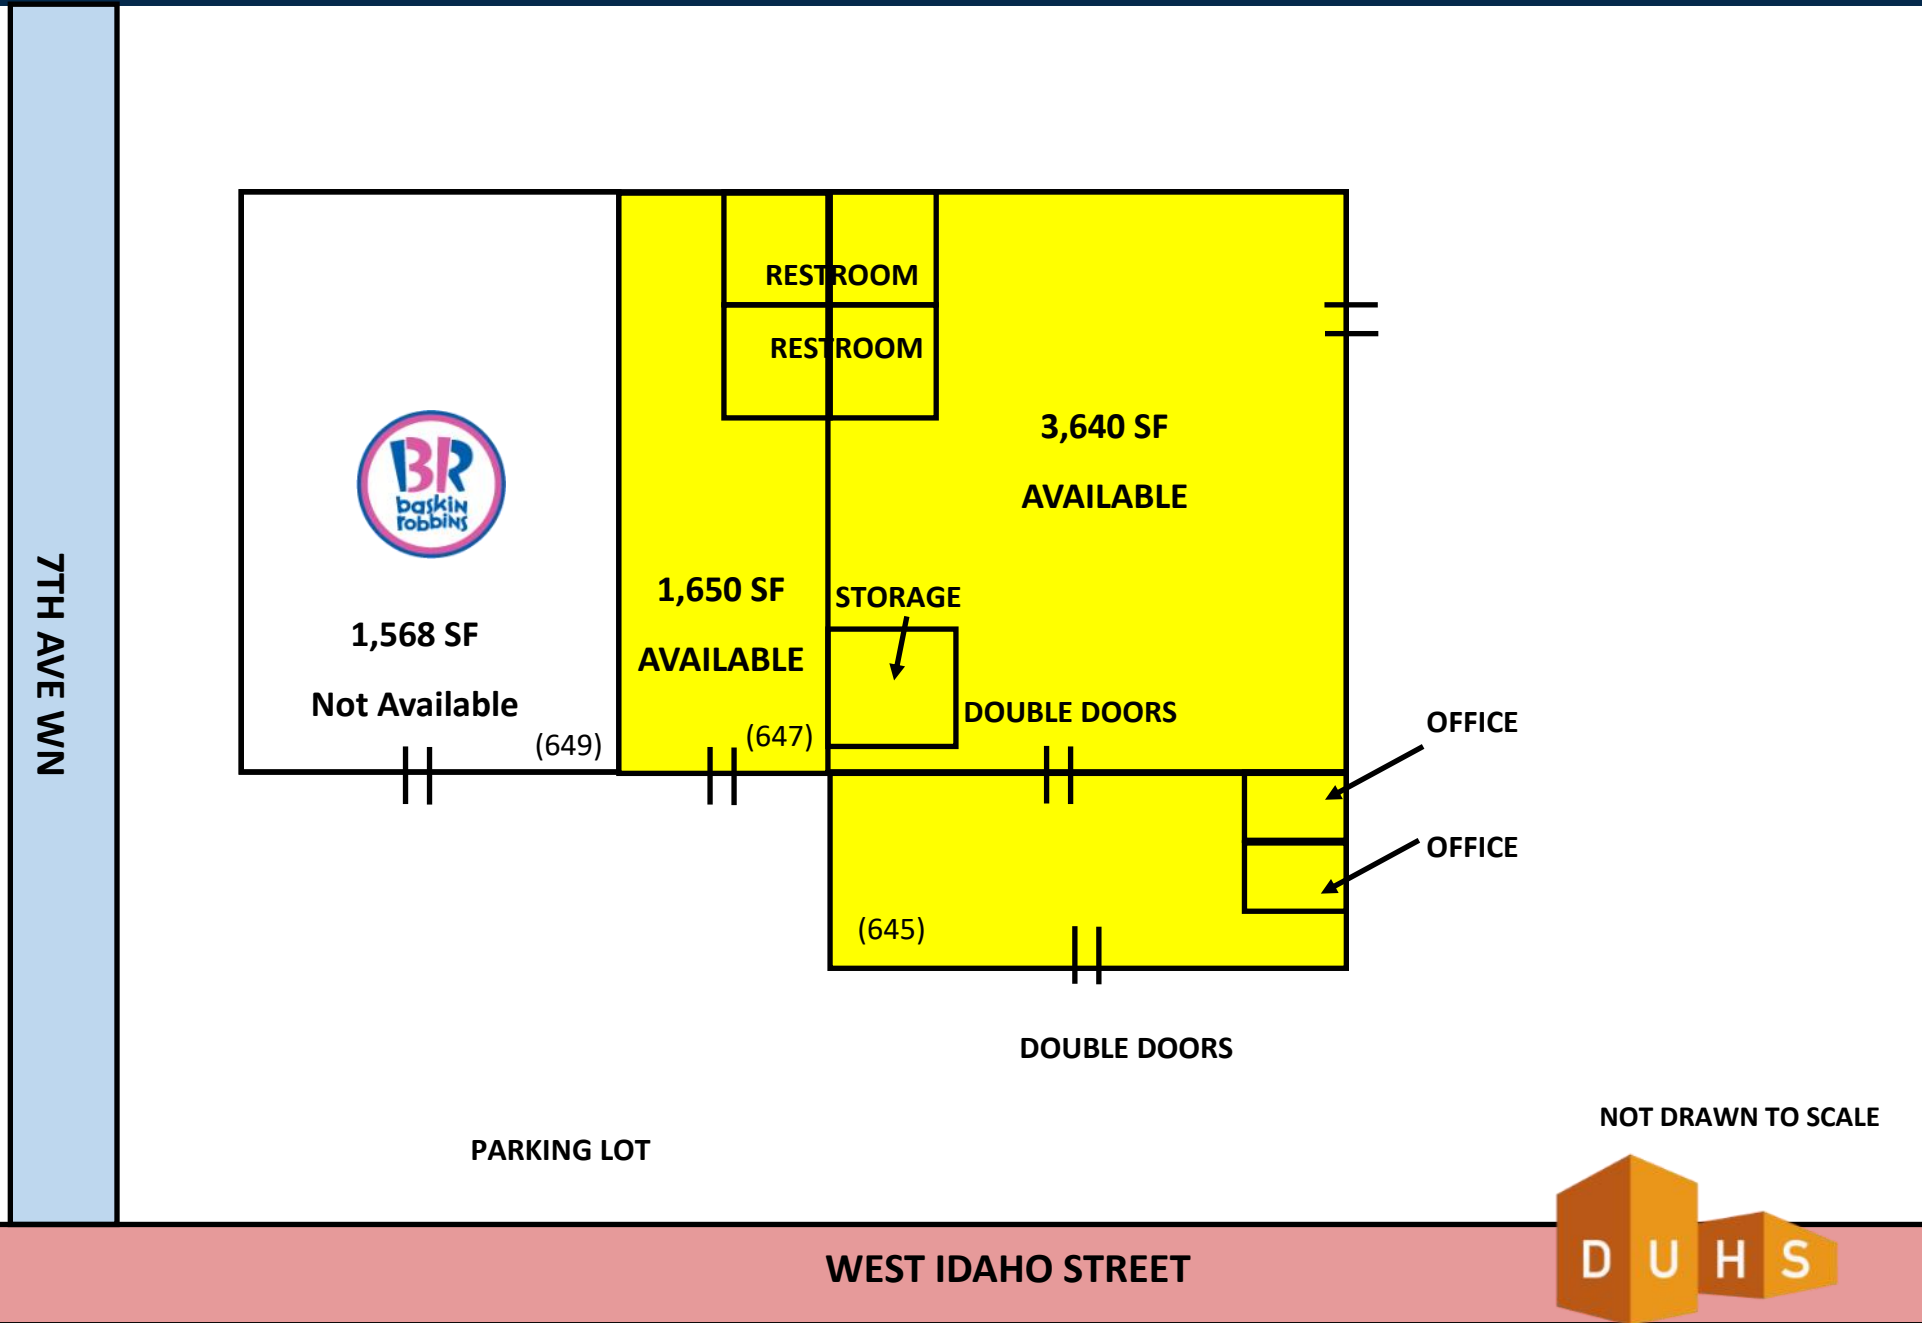 7TH AVE WN
RESTROOM
RESTROOM
3,640 SF
AVAILABLE
BR
baskin
robbins
1,568 SF
Not Available
(649)
1,650 SF
AVAILABLE
(647)
STORAGE
DOUBLE DOORS
OFFICE
OFFICE
(645)
DOUBLE DOORS
NOT DRAWN TO SCALE
PARKING LOT
WEST IDAHO STREET
DUHS